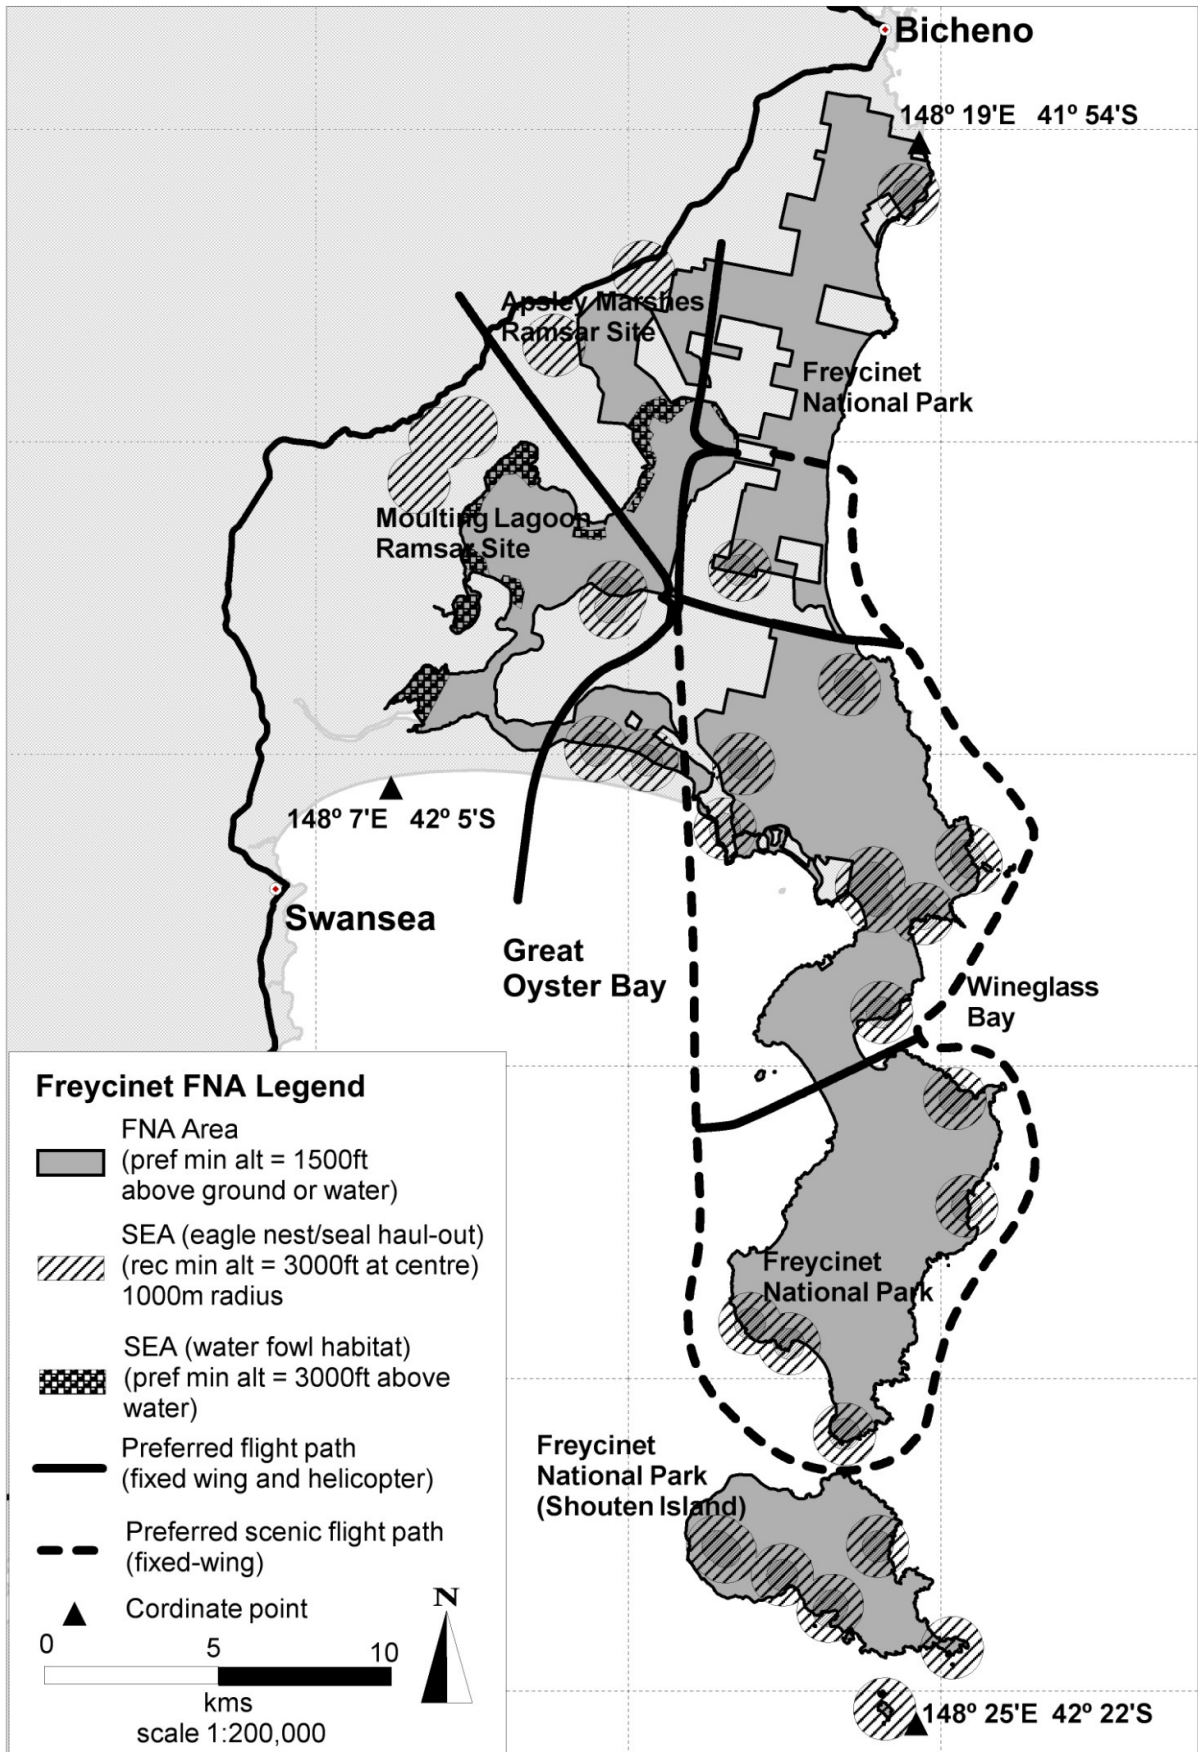 Bicheno
148º 19'E 41º 54'S
Apsley Marshes
Ramsar Site
Freycinet
National Park
Moulting Lagoon
Ramsar Site
148º 7'E 42º 5'S
Swansea
Great
Oyster Bay
Wineglass
Bay
Freycinet
National Park
Freycinet
National Park
(Shouten Island)
148º 25'E 42º 22'S
Freycinet FNA Legend
FNA Area
(pref min alt = 1500ft
above ground or water)
SEA (eagle nest/seal haul-out)
(rec min alt = 3000ft at centre)
1000m radius
SEA (water fowl habitat)
(pref min alt = 3000ft above
water)
Preferred flight path
(fixed wing and helicopter)
Preferred scenic flight path
(fixed-wing)
Cordinate point
N
0 5 10
kms
scale 1:200,000